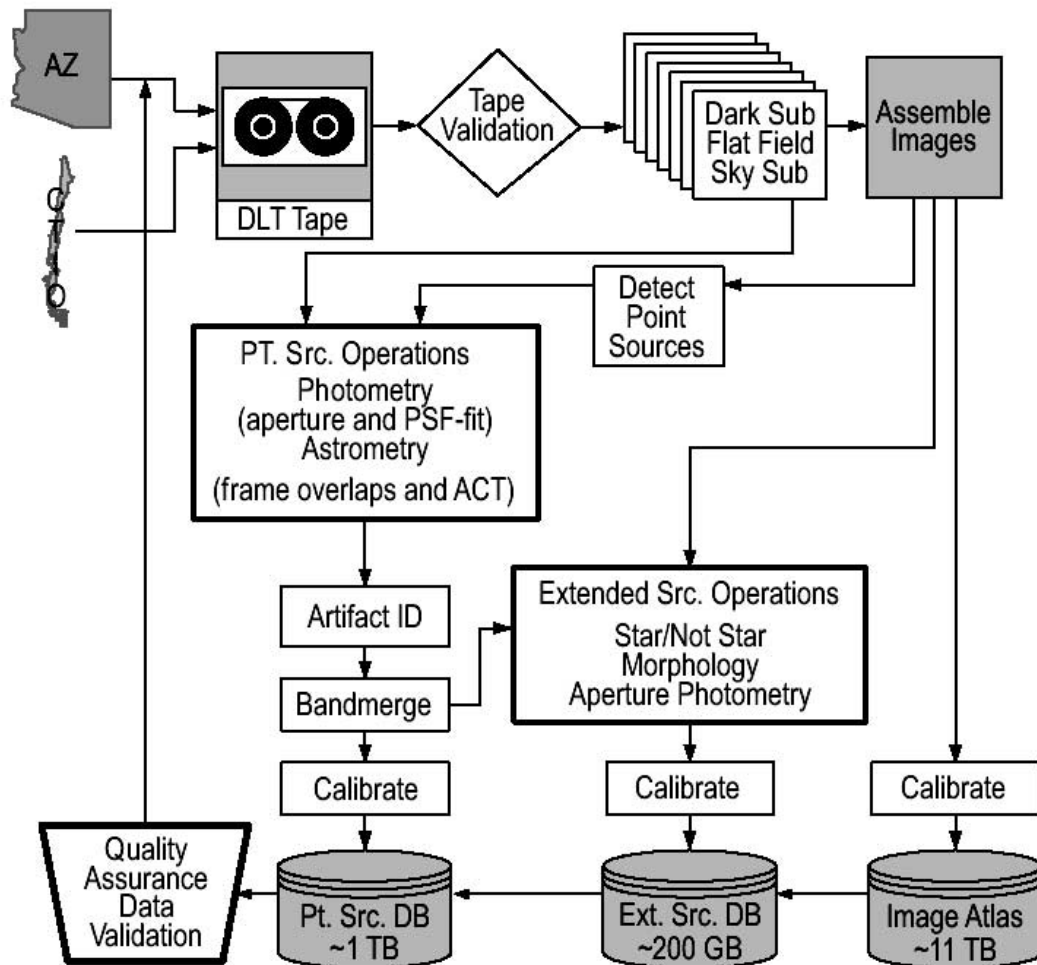 AZ
CTIO
DLT Tape
Tape
Validation
Dark Sub
Flat Field
Sky Sub
Assemble
Images
Detect
Point
Sources
PT. Src. Operations
Photometry
(aperture and PSF-fit)
Astrometry
(frame overlaps and ACT)
Artifact ID
Bandmerge
Calibrate
Extended Src. Operations
Star/Not Star
Morphology
Aperture Photometry
Calibrate
Calibrate
Quality
Assurance
Data
Validation
Pt. Src. DB
~1 TB
Ext. Src. DB
~200 GB
Image Atlas
~11 TB